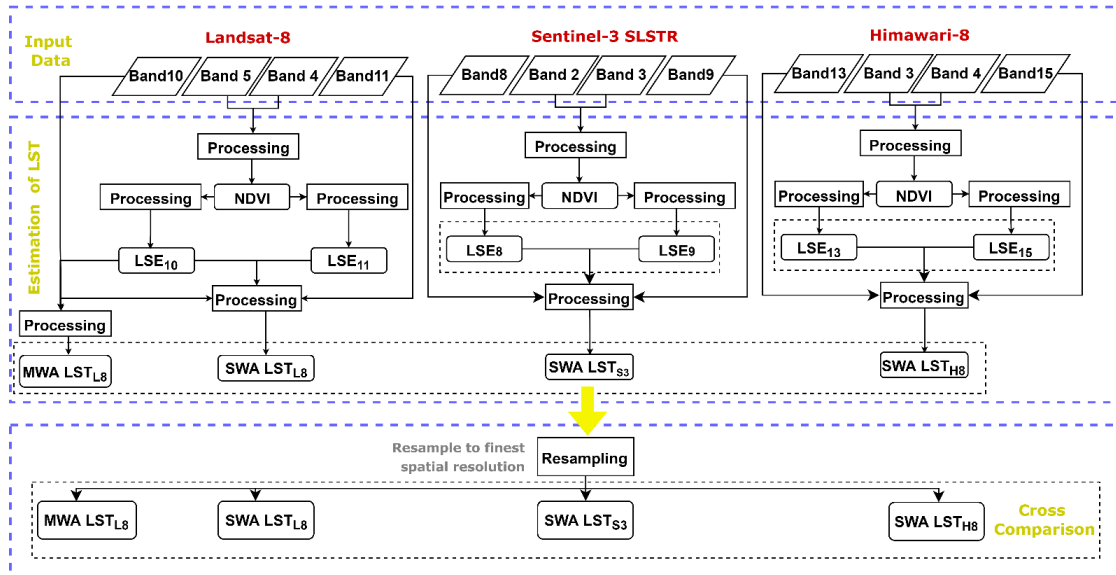 Input
Data
Landsat-8
Sentinel-3 SLSTR
Himawari-8
Band10
Band 5
Band 4
Band11
Band8
Band 2
Band 3
Band9
Band13
Band 3
Band 4
Band15
Estimation of LST
Processing
Processing
Processing
Processing
NDVI
Processing
Processing
NDVI
Processing
Processing
NDVI
Processing
LSE10
LSE11
LSE8
LSE9
LSE13
LSE15
Processing
Processing
Processing
Processing
MWA LSTL8
SWA LSTL8
SWA LSTS3
SWA LSTH8
Resample to finest
spatial resolution
Resampling
MWA LSTL8
SWA LSTL8
SWA LSTS3
SWA LSTH8
Cross
Comparison